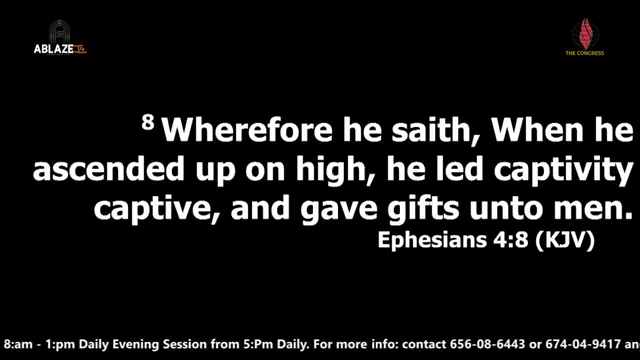 ABLAZE Tv
THE CONGRESS
8 Wherefore he saith, When he
ascended up on high, he led captivity
captive, and gave gifts unto men.
Ephesians 4:8 (KJV)
8:am - 1:pm Daily Evening Session from 5:Pm Daily. For more info: contact 656-08-6443 or 674-04-9417 an